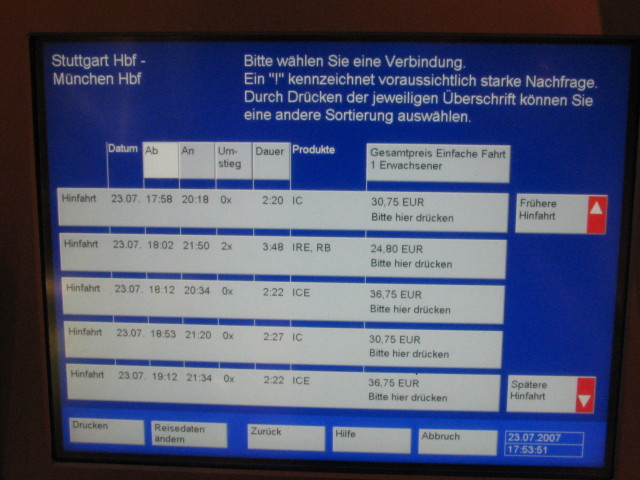 Stuttgart Hbf -
München Hbf
Bitte wählen Sie eine Verbindung.
Ein "!" kennzeichnet voraussichtlich starke Nachfrage.
Durch Drücken der jeweiligen Überschrift können Sie
eine andere Sortierung auswählen.
Datum Ab An Um-
stieg Dauer Produkte Gesamtpreis Einfache Fahrt
1 Erwachsener
Hinfahrt 23.07. 17:58 20:18 0x 2:20 IC 30,75 EUR
Bitte hier drücken
Frühere
Hinfahrt
Hinfahrt 23.07. 18:02 21:50 2x 3:48 IRE, RB 24,80 EUR
Bitte hier drücken
Hinfahrt 23.07. 18:12 20:34 0x 2:22 ICE 36,75 EUR
Bitte hier drücken
Hinfahrt 23.07. 18:53 21:20 0x 2:27 IC 30,75 EUR
Bitte hier drücken
Hinfahrt 23.07. 19:12 21:34 0x 2:22 ICE 36,75 EUR
Bitte hier drücken
Spätere
Hinfahrt
Drucken
Reisedaten
ändern
Zurück
Hilfe
Abbruch
23.07.2007
17:53:51